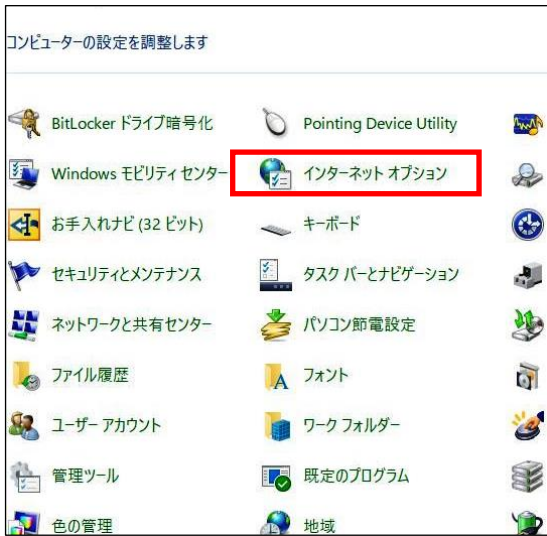 コンピューターの設定を調整します
BitLocker ドライブ暗号化
Pointing Device Utility
Windows モビリティ センター
インターネット オプション
お手入れナビ (32 ビット)
キーボード
セキュリティとメンテナンス
タスク バーとナビゲーション
ネットワークと共有センター
パソコン節電設定
ファイル履歴
フォント
ユーザー アカウント
ワーク フォルダー
管理ツール
既定のプログラム
色の管理
地域